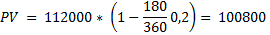 PV = 112000 * (1 − 180/360 0,2) = 100800